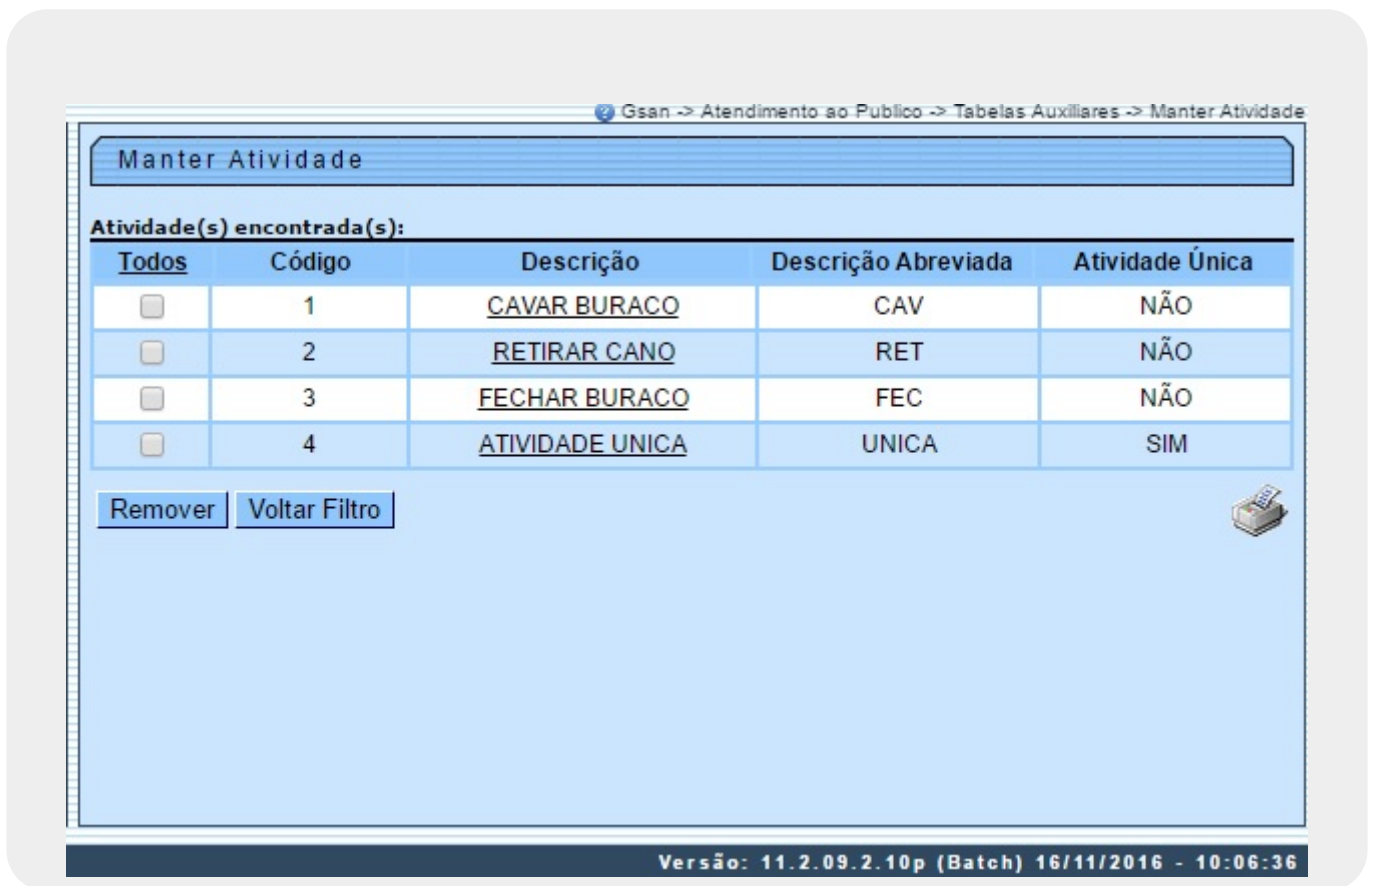 Gsan -> Atendimento ao Publico -> Tabelas Auxiliares -> Manter Atividade
Manter Atividade
Atividade(s) encontrada(s):
Todos Código Descrição Descrição Abreviada Atividade Única
1 CAVAR BURACO CAV NÃO
2 RETIRAR CANO RET NÃO
3 FECHAR BURACO FEC NÃO
4 ATIVIDADE UNICA UNICA SIM
Remover Voltar Filtro
Versão: 11.2.09.2.10p (Batch) 16/11/2016 - 10:06:36